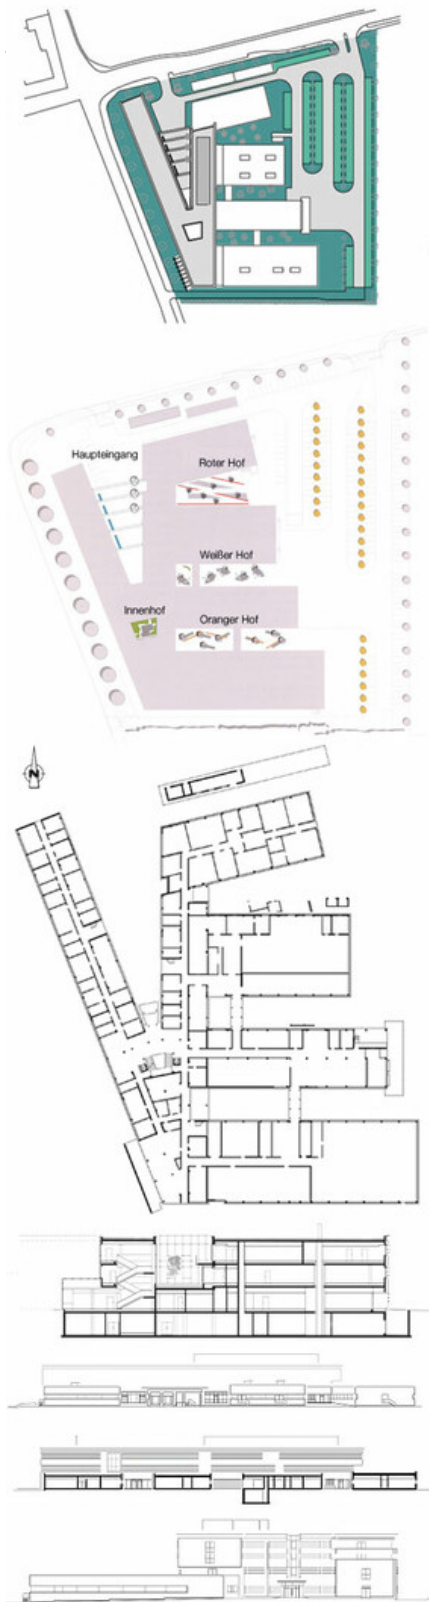 Haupteingang
Roter Hof
Weißer Hof
Innenhof
Oranger Hof
N